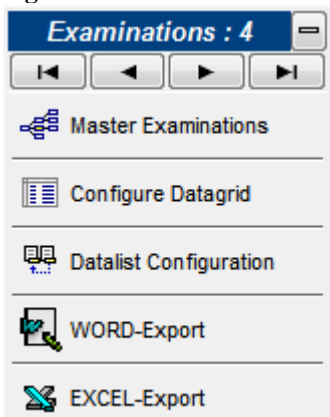 Examinations : 4
Master Examinations
Configure Datagrid
Datalist Configuration
WORD-Export
EXCEL-Export